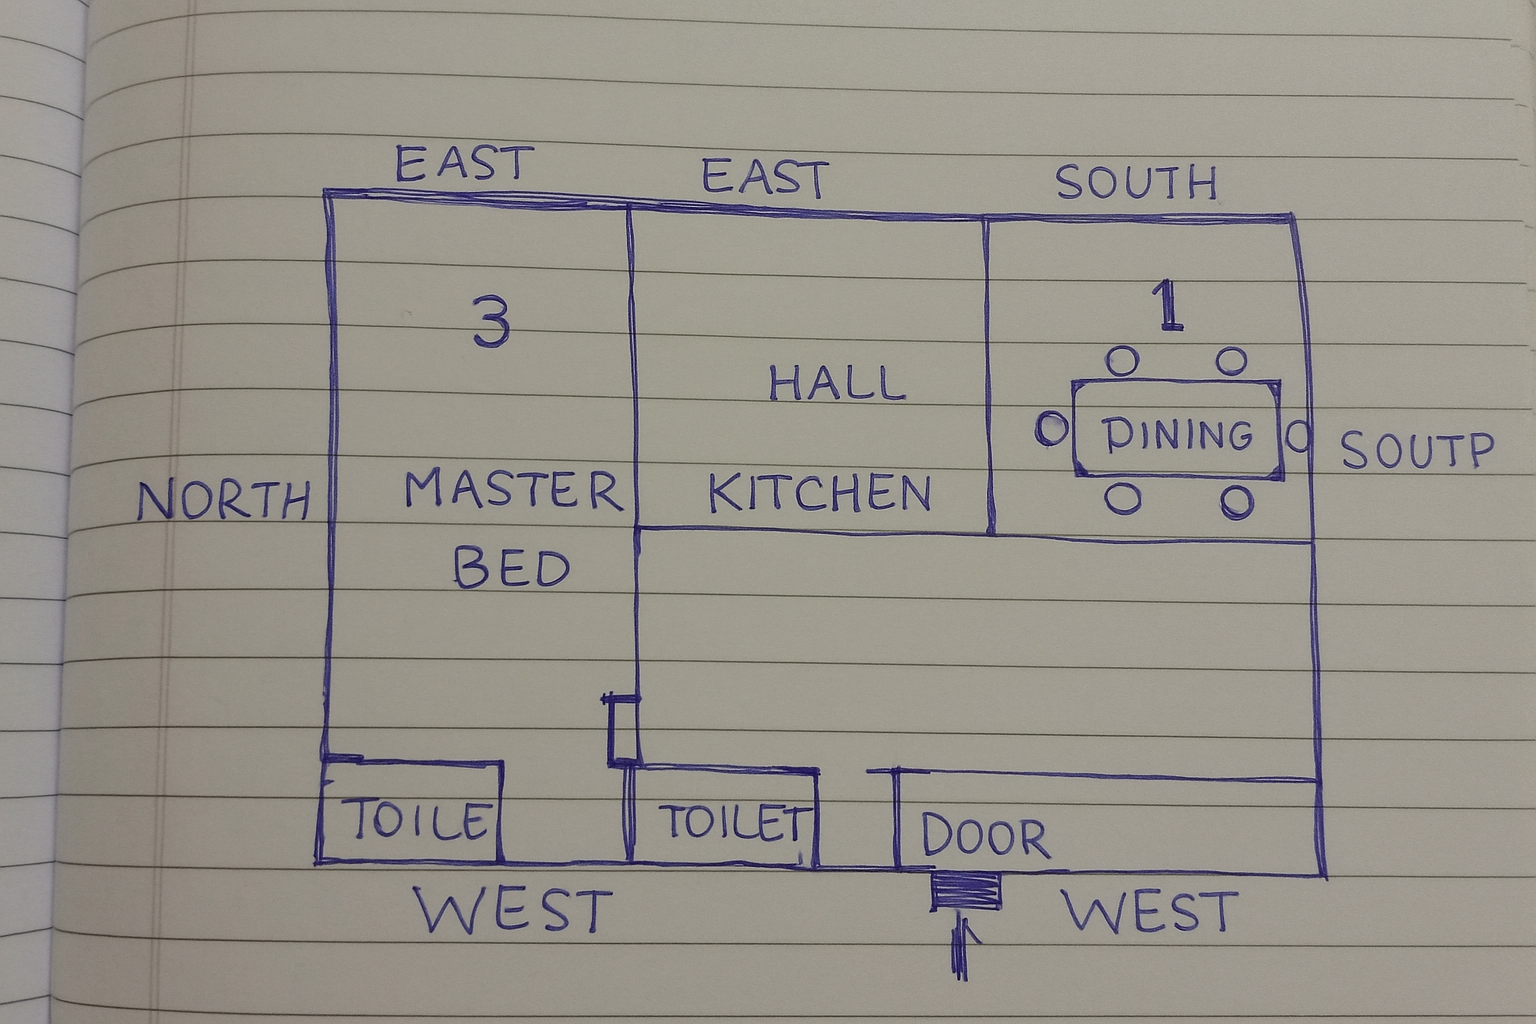 EAST EAST SOUTH
3 1
HALL
DINING SOUTP
NORTH MASTER KITCHEN
BED
TOILE TOILET DOOR
WEST WEST